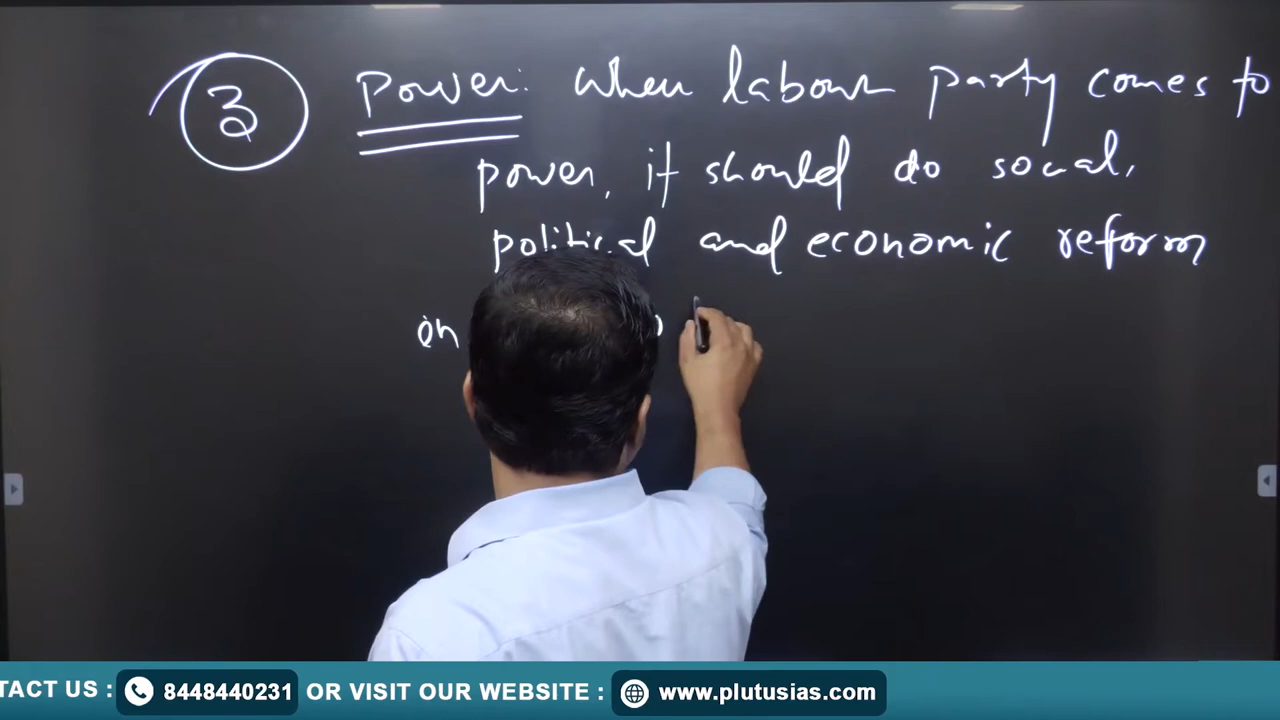 3 Power: When labour party comes to
power, it should do social,
political and economic reform
on
TACT US : 8448440231 OR VISIT OUR WEBSITE : www.plutusias.com